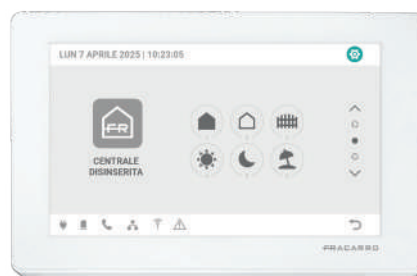 LUN 7 APRILE 2025 | 10:23:05
FR
CENTRALE
DISINSERITA
FRACARRO